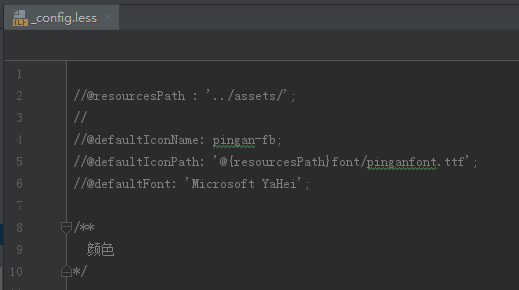 _config.less
1
2 //@resourcesPath : '../assets/';
3 //
4 //@defaultIconName: pingan-fb;
5 //@defaultIconPath: '@{resourcesPath}font/pinganfont.ttf';
6 //@defaultFont: 'Microsoft YaHei';
7
8 /**
9 颜色
10 */